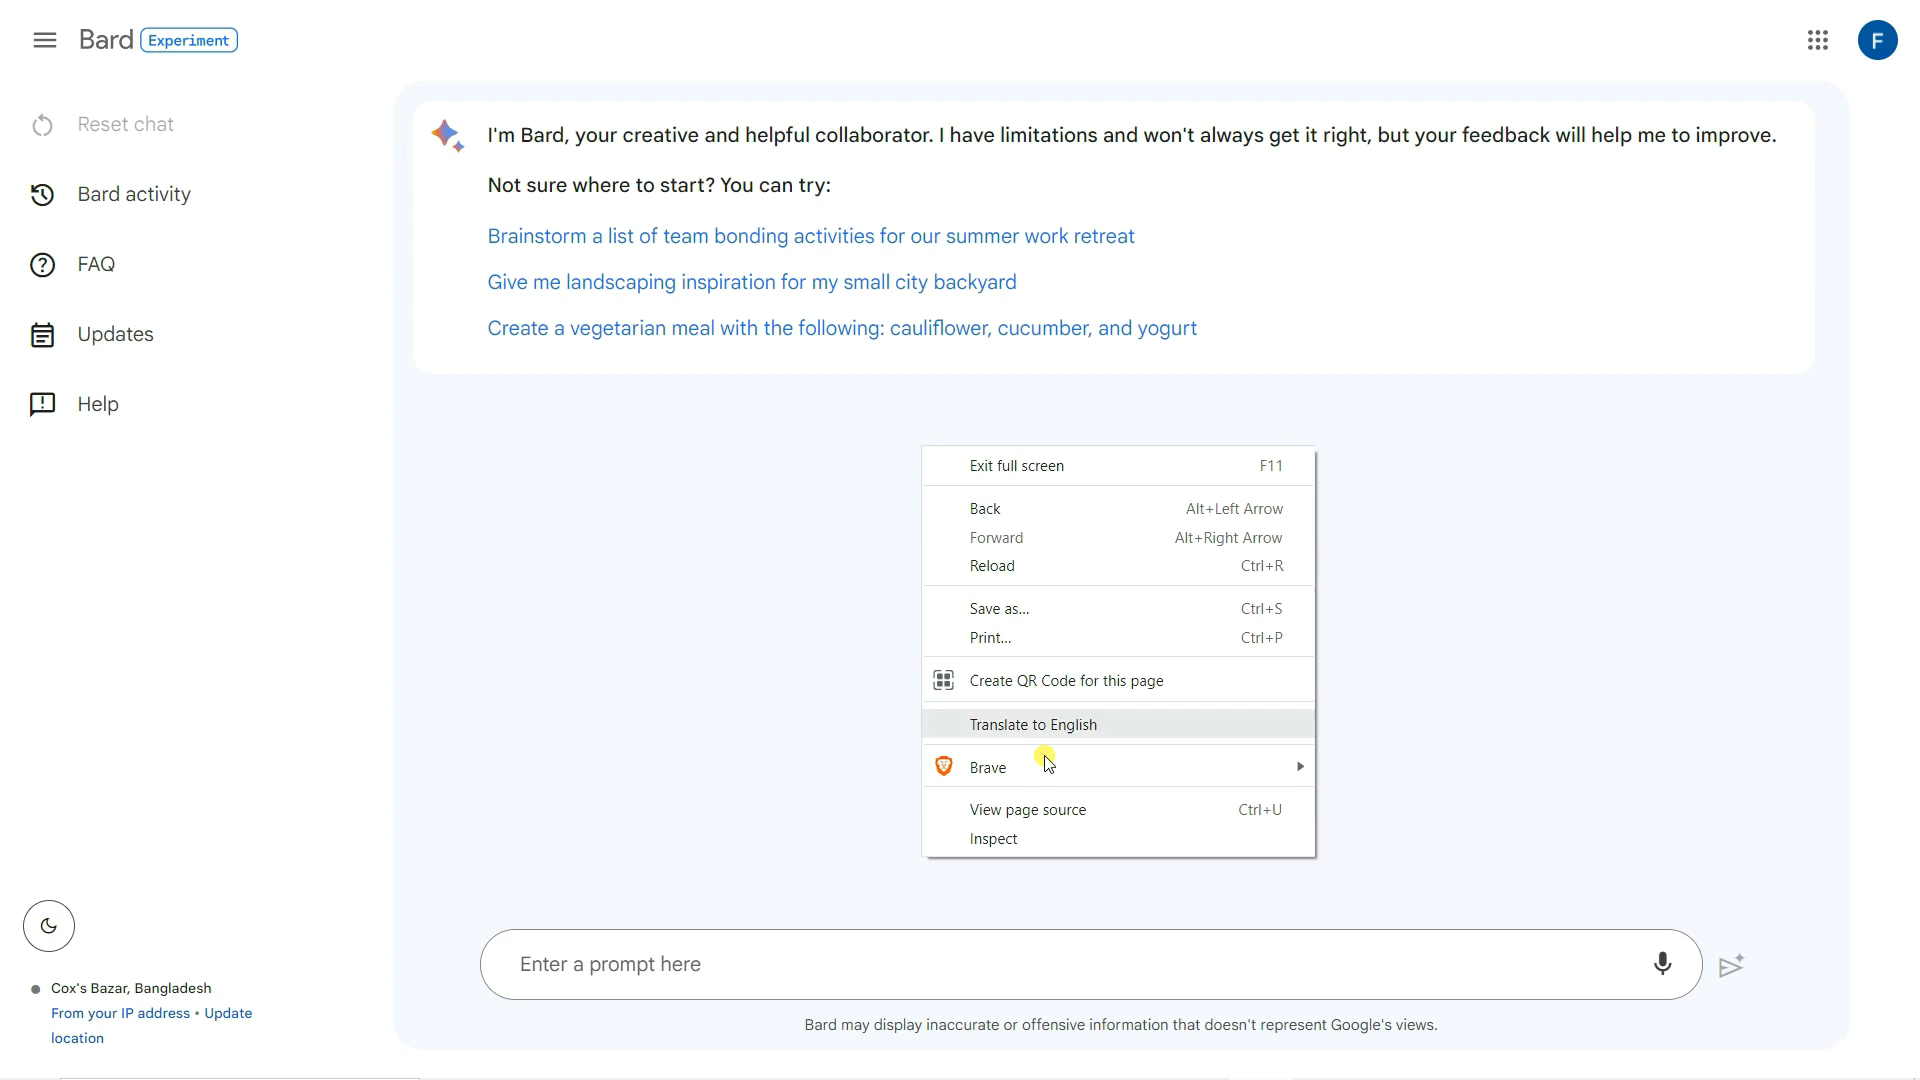 Bard Experiment
F
Reset chat
Bard activity
FAQ
Updates
Help
I'm Bard, your creative and helpful collaborator. I have limitations and won't always get it right, but your feedback will help me to improve.
Not sure where to start? You can try:
Brainstorm a list of team bonding activities for our summer work retreat
Give me landscaping inspiration for my small city backyard
Create a vegetarian meal with the following: cauliflower, cucumber, and yogurt
Exit full screen F11
Back Alt+Left Arrow
Forward Alt+Right Arrow
Reload Ctrl+R
Save as... Ctrl+S
Print... Ctrl+P
Create QR Code for this page
Translate to English
Brave
View page source Ctrl+U
Inspect
Enter a prompt here
Bard may display inaccurate or offensive information that doesn't represent Google's views.
Cox's Bazar, Bangladesh
From your IP address • Update
location